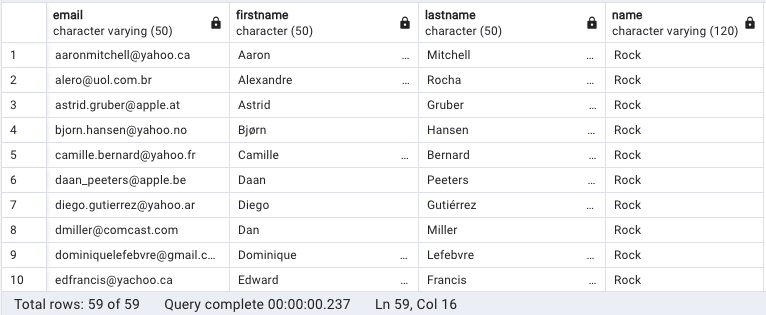 email firstname lastname name
character varying (50) character (50) character (50) character varying (120)
1 aaronmitchell@yahoo.ca Aaron ... Mitchell ... Rock
2 alero@uol.com.br Alexandre ... Rocha ... Rock
3 astrid.gruber@apple.at Astrid Gruber ... Rock
4 bjorn.hansen@yahoo.no Bjørn Hansen ... Rock
5 camille.bernard@yahoo.fr Camille ... Bernard ... Rock
6 daan_peeters@apple.be Daan Peeters ... Rock
7 diego.gutierrez@yahoo.ar Diego Gutiérrez ... Rock
8 dmiller@comcast.com Dan Miller Rock
9 dominiquelefebvre@gmail.c... Dominique ... Lefebvre ... Rock
10 edfrancis@yachoo.ca Edward ... Francis ... Rock
Total rows: 59 of 59 Query complete 00:00:00.237 Ln 59, Col 16